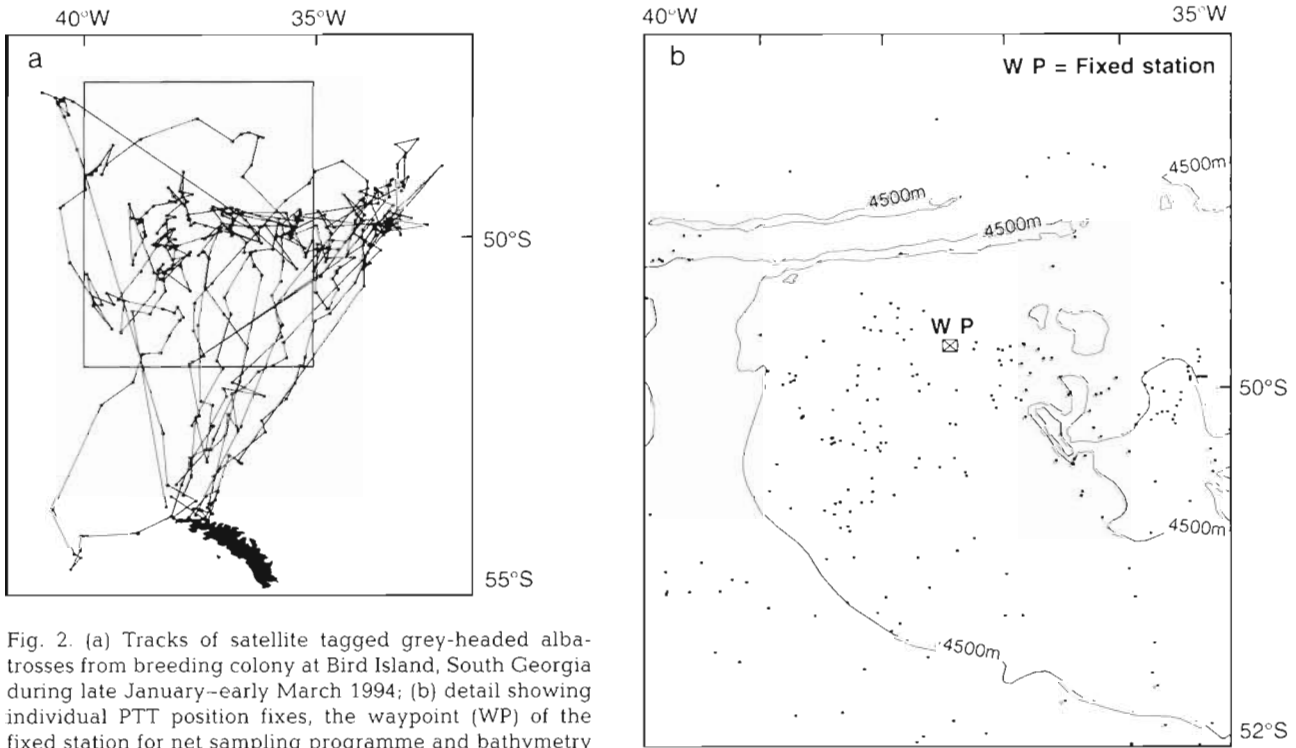 40°W 35°W
a
50°S
55°S
40°W 35°W
b
W P = Fixed station
4500m
4500m
4500m
W P
50°S
4500m
4500m
52°S
Fig. 2. (a) Tracks of satellite tagged grey-headed alba-
trosses from breeding colony at Bird Island, South Georgia
during late January–early March 1994; (b) detail showing
individual PTT position fixes, the waypoint (WP) of the
fixed station for net sampling programme and bathymetry